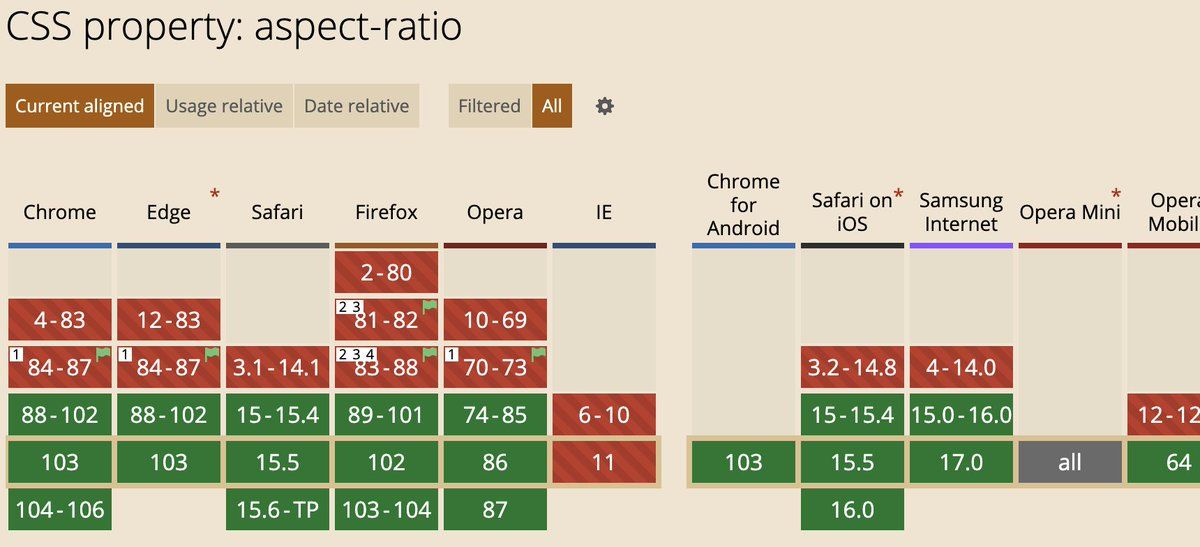 CSS property: aspect-ratio
Current aligned Usage relative Date relative Filtered All
Chrome Edge * Safari Firefox Opera IE Chrome for Android Safari on iOS * Samsung Internet Opera Mini * Opera Mobil
2-80
4-83 12-83 2 3 81-82 10-69
1 84-87 1 84-87 3.1-14.1 2 3 4 83-88 1 70-73 3.2-14.8 4-14.0
88-102 88-102 15-15.4 89-101 74-85 6-10 15-15.4 15.0-16.0 12-12
103 103 15.5 102 86 11 103 15.5 17.0 all 64
104-106 15.6-TP 103-104 87 16.0